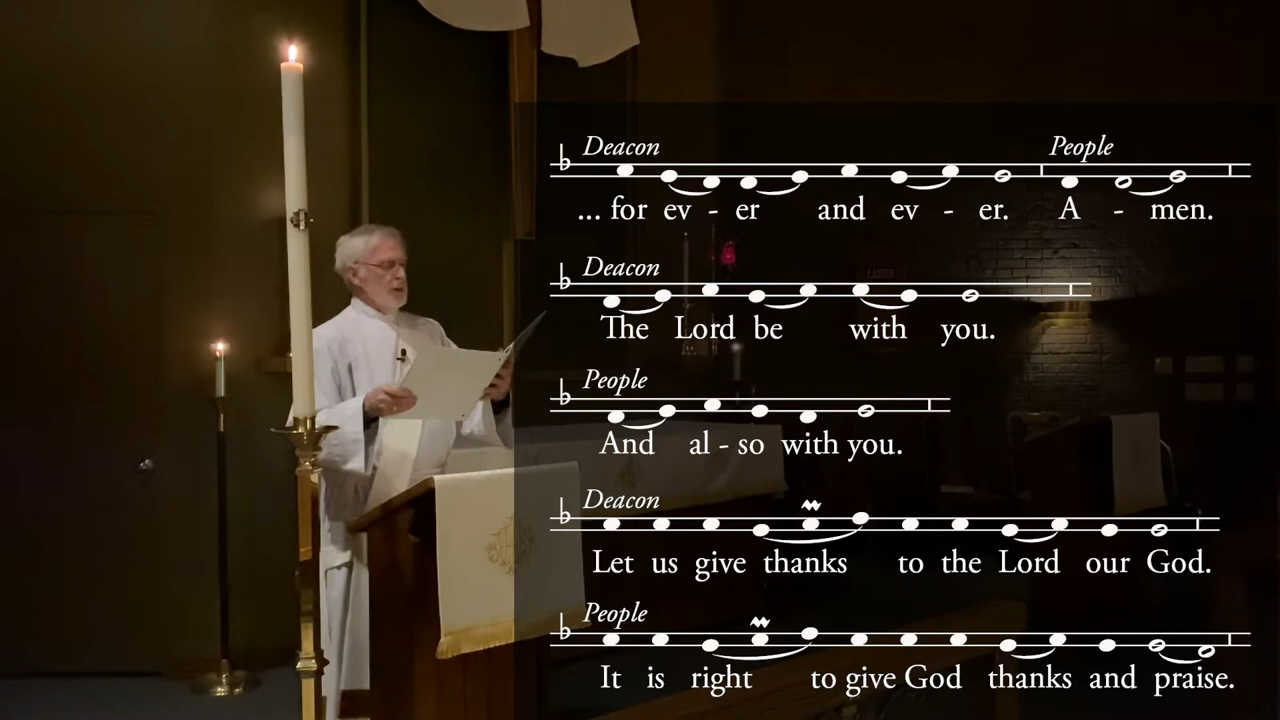 Deacon People
... for ev - er and ev - er. A - men.
Deacon
The Lord be with you.
People
And al - so with you.
Deacon
Let us give thanks to the Lord our God.
People
It is right to give God thanks and praise.